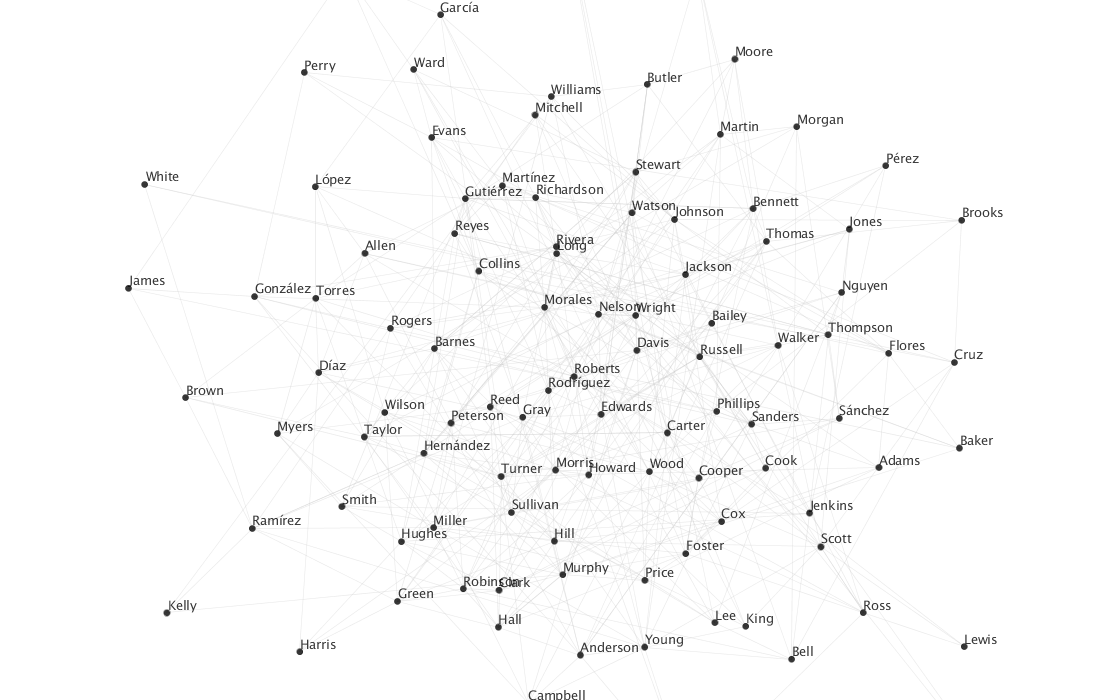 García
Moore
Ward
Perry
Butler
Williams
Mitchell
Morgan
Martin
Evans
Pérez
Stewart
White
Martínez
López
Richardson
Gutiérrez
Bennett
Watson
Johnson
Brooks
Jones
Reyes
Thomas
Rivera
Long
Allen
Collins
Jackson
James
Nguyen
González
Torres
Morales
Nelson
Wright
Bailey
Rogers
Thompson
Walker
Barnes
Davis
Flores
Russell
Cruz
Díaz
Roberts
Rodríguez
Brown
Reed
Wilson
Phillips
Edwards
Gray
Sánchez
Peterson
Sanders
Myers
Carter
Taylor
Baker
Hernández
Cook
Adams
Morris
Wood
Howard
Turner
Cooper
Smith
Sullivan
Jenkins
Cox
Ramírez
Miller
Hughes
Hill
Scott
Foster
Murphy
Price
Robinson
Clark
Green
Kelly
Ross
Lee
King
Hall
Young
Lewis
Harris
Anderson
Bell
Campbell